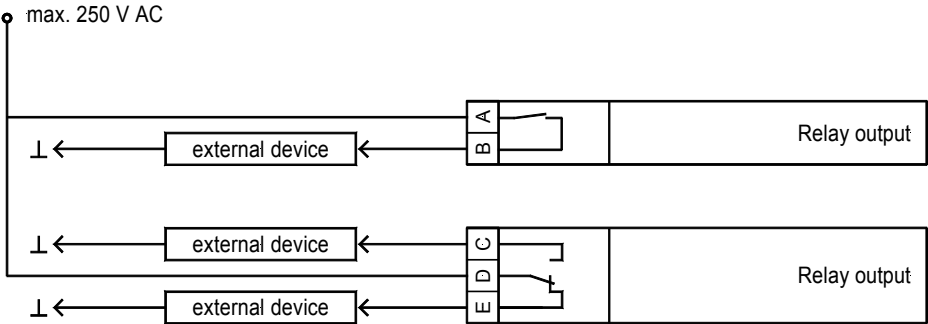 max. 250 V AC
A
Relay output
external device
B
external device
C
D
Relay output
external device
E